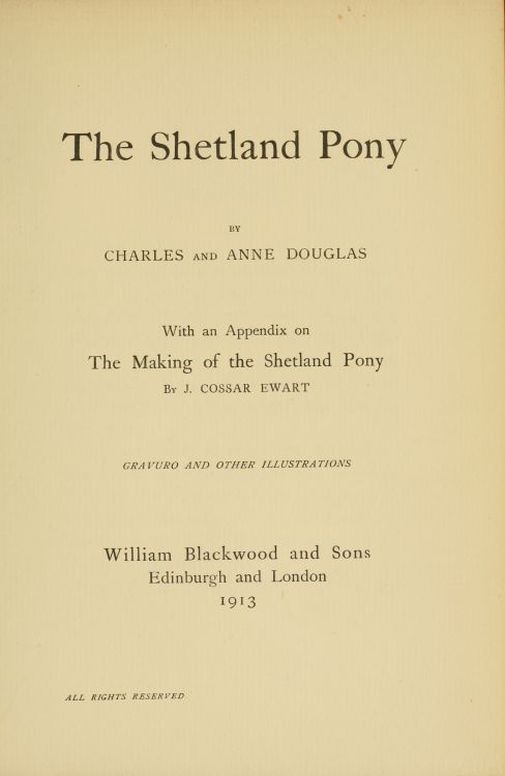 The Shetland Pony
BY
CHARLES AND ANNE DOUGLAS
With an Appendix on
The Making of the Shetland Pony
By J. COSSAR EWART
GRAVURO AND OTHER ILLUSTRATIONS
William Blackwood and Sons
Edinburgh and London
1913
ALL RIGHTS RESERVED